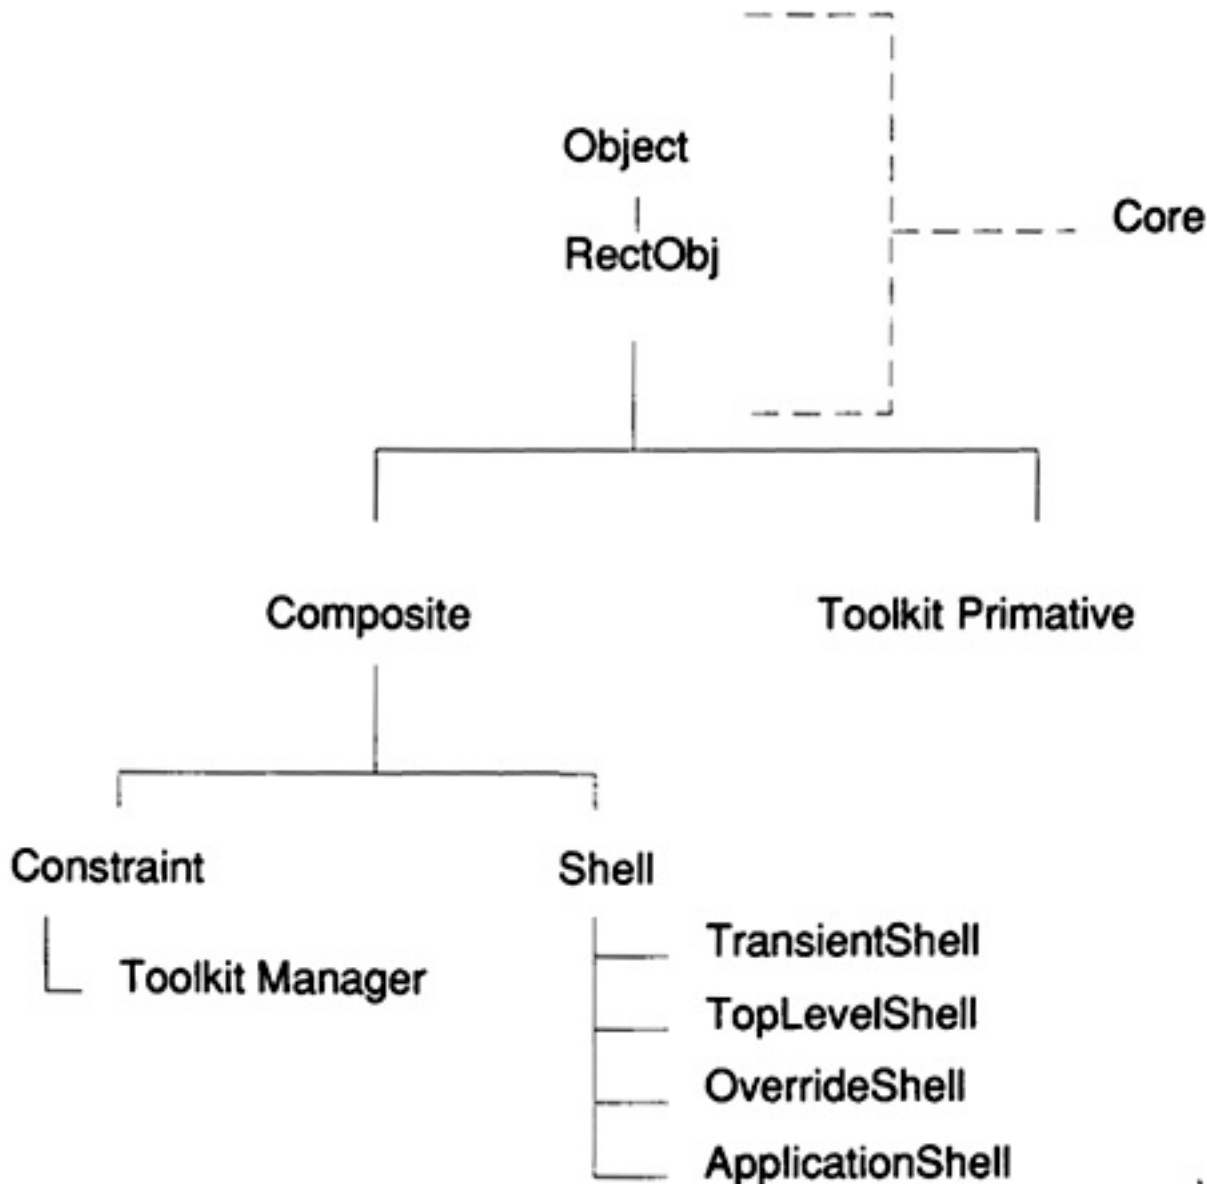 Object
Core
RectObj
Composite
Toolkit Primative
Constraint
Shell
TransientShell
Toolkit Manager
TopLevelShell
OverrideShell
ApplicationShell